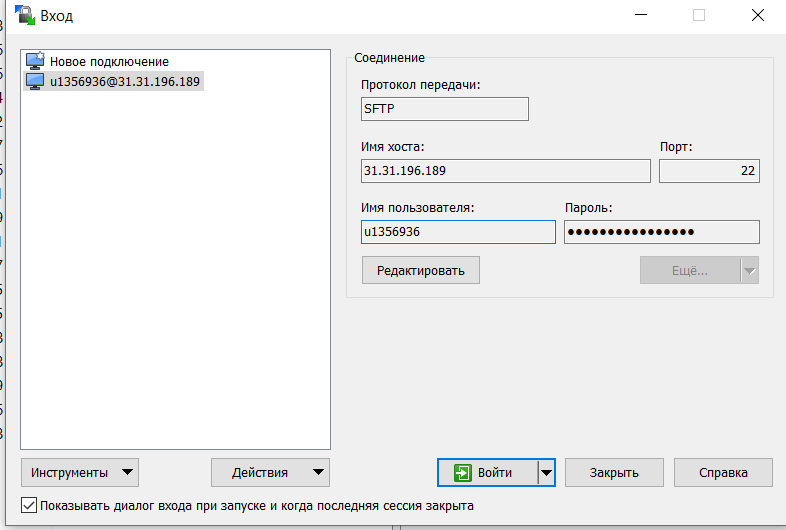 Вход
Новое подключение
u1356936@31.31.196.189
Соединение
Протокол передачи:
SFTP
Имя хоста: Порт:
31.31.196.189 22
Имя пользователя: Пароль:
u1356936 ••••••••••••••••
Редактировать Ещё...
Инструменты Действия Войти Закрыть Справка
Показывать диалог входа при запуске и когда последняя сессия закрыта